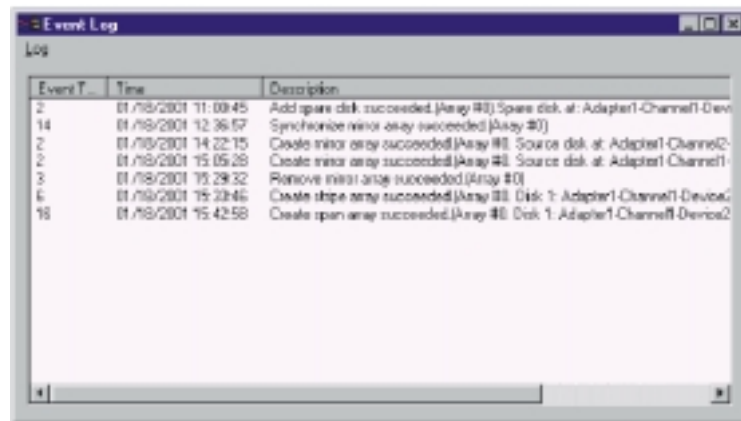 Event Log
Log
Event T... Time Description
2 01/18/2001 11:00:45 Add spare disk succeeded.(Array #0) Spare disk at: Adapter1-Channel1-Devi
14 01/18/2001 12:36:57 Synchronize mirror array succeeded.(Array #0)
2 01/18/2001 14:22:15 Create mirror array succeeded.(Array #0. Source disk at: Adapter1-Channel2-
2 01/18/2001 15:05:28 Create mirror array succeeded.(Array #0. Source disk at: Adapter1-Channel1-
3 01/18/2001 15:29:32 Remove mirror array succeeded.(Array #0)
6 01/18/2001 15:33:46 Create stripe array succeeded.(Array #0. Disk 1: Adapter1-Channel1-Device2
16 01/18/2001 15:42:58 Create span array succeeded.(Array #0. Disk 1: Adapter1-Channel1-Device2